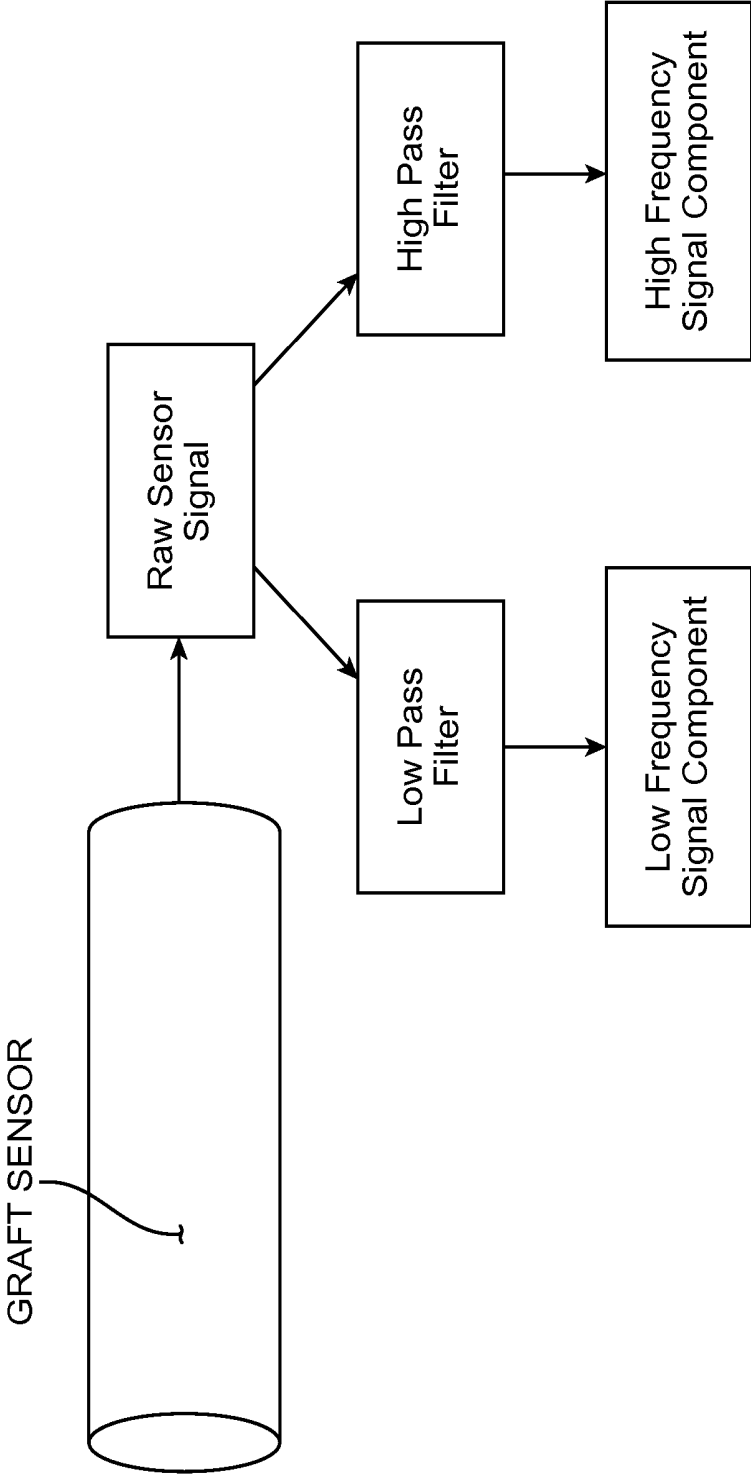 GRAFT SENSOR
Raw Sensor
Signal
Low Pass
Filter
High Pass
Filter
Low Frequency
Signal Component
High Frequency
Signal Component